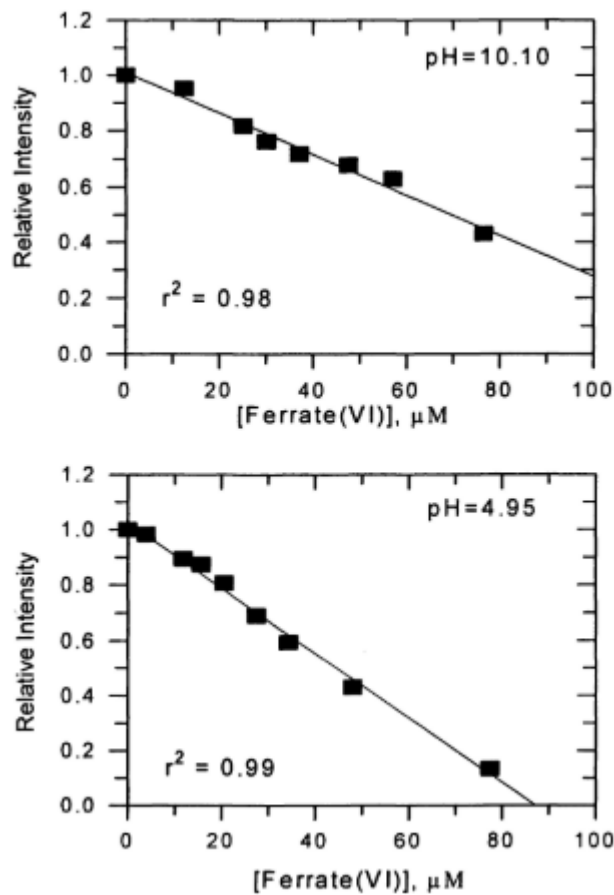 1.2
pH=10.10
1.0
0.8
Relative Intensity
0.6
0.4
r² = 0.98
0.2
0.0
0 20 40 60 80 100
[Ferrate(VI)], μM
1.2
pH=4.95
1.0
0.8
Relative Intensity
0.6
0.4
0.2
r² = 0.99
0.0
0 20 40 60 80 100
[Ferrate(VI)], μM